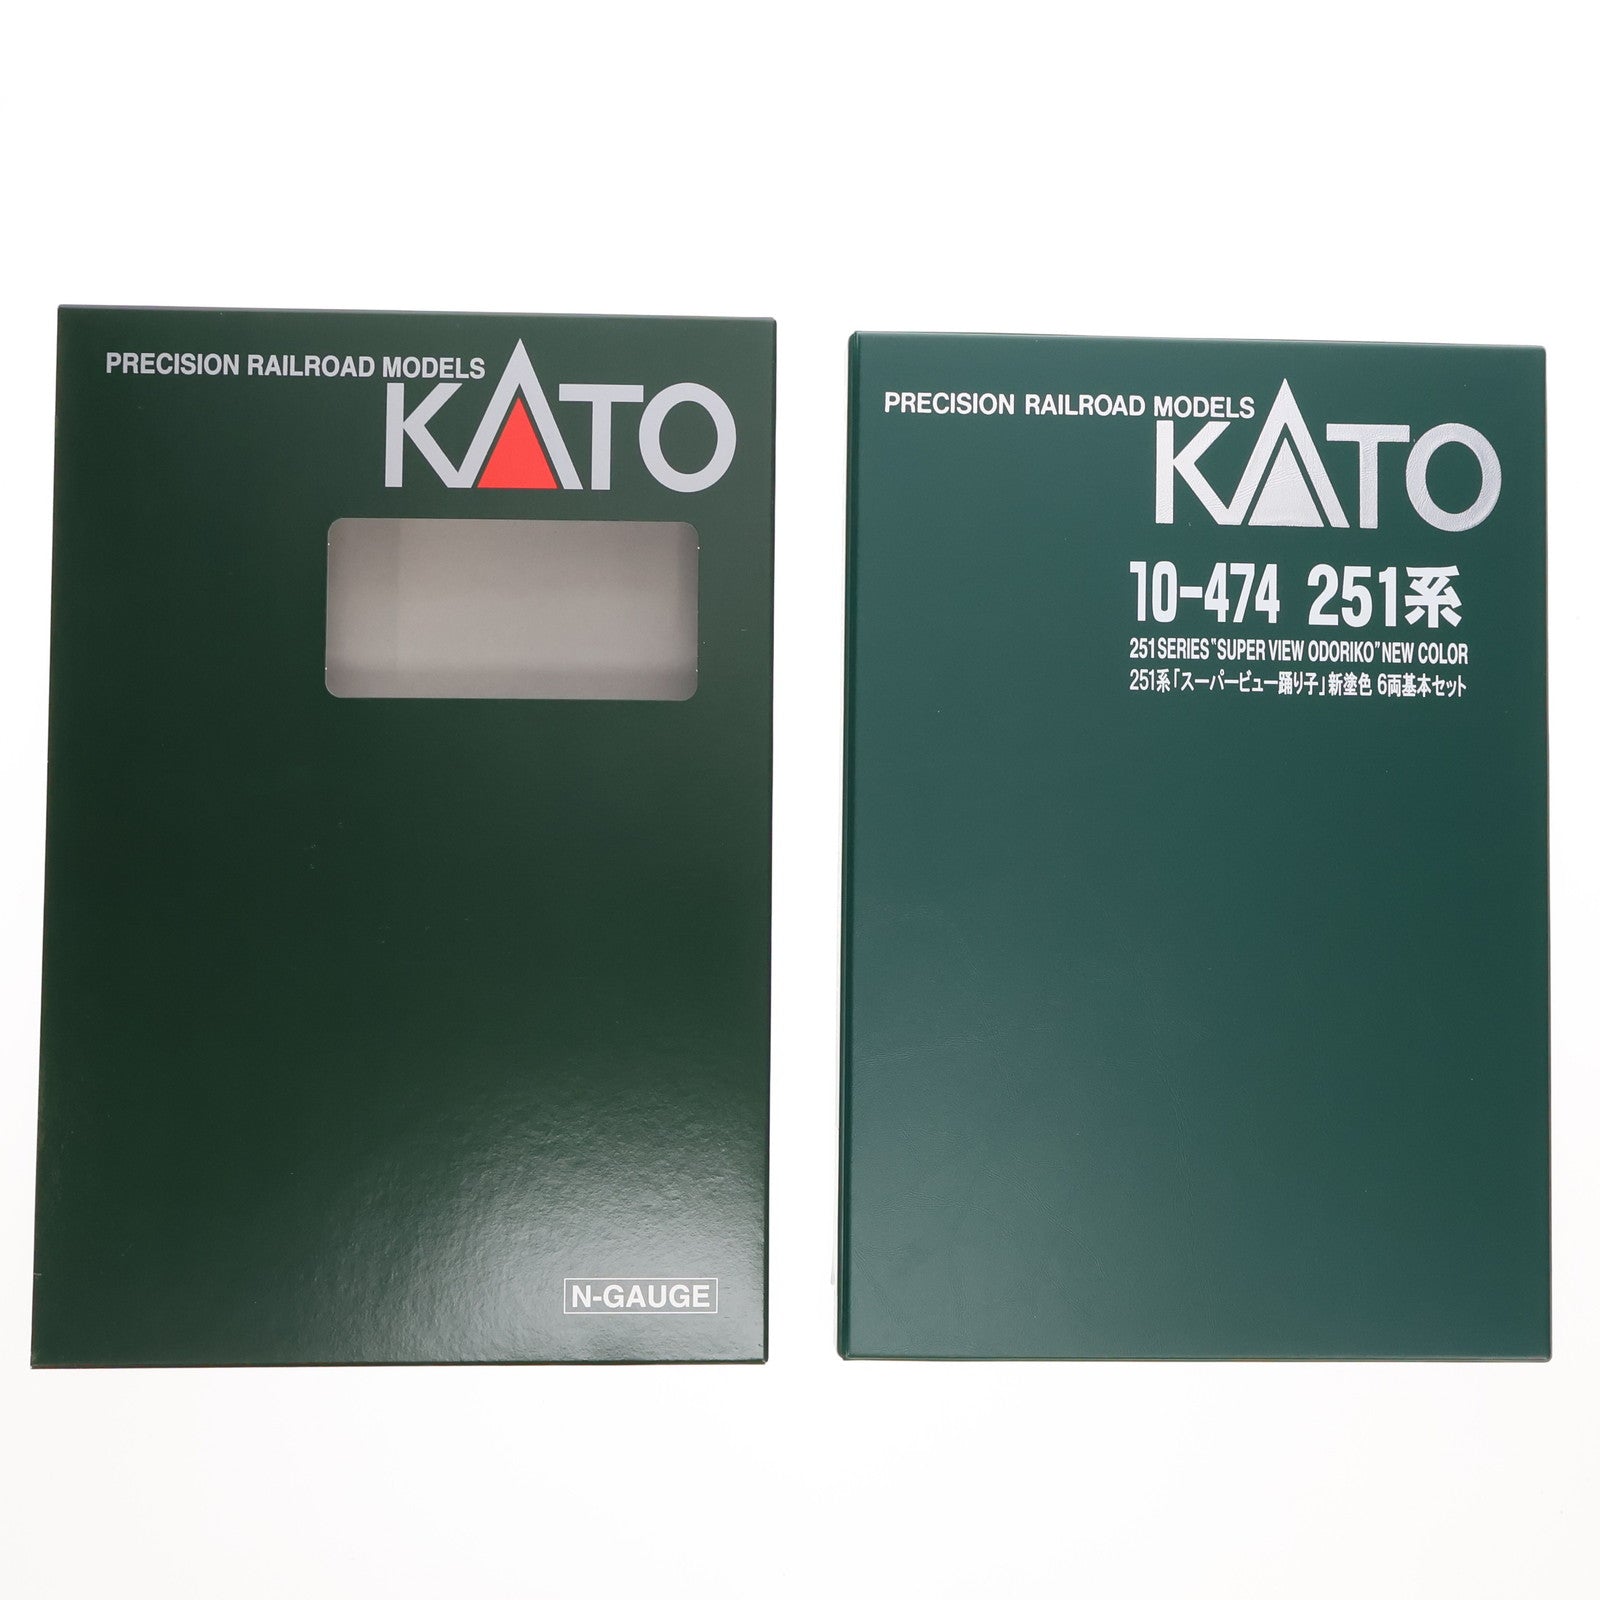 PRECISION RAILROAD MODELS
KATO
N-GAUGE
PRECISION RAILROAD MODELS
KATO
10-474 251系
251SERIES "SUPER VIEW ODORIKO" NEW COLOR
251系「スーパービュー踊り子」新塗色 6両基本セット